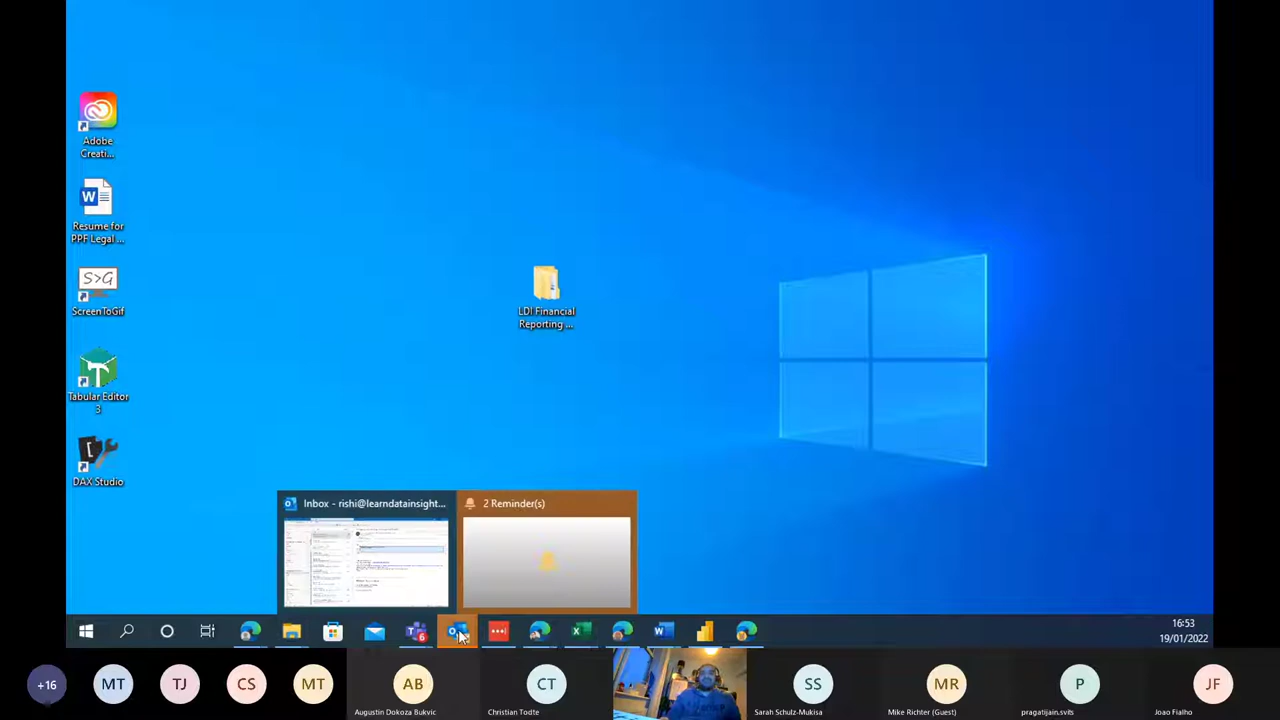 Adobe
Creati...
W
Resume for
PPF Legal ...
S>G
ScreenToGif
Tabular Editor
3
DAX Studio
LDI Financial
Reporting ...
Inbox - rishi@learndatainsight...
2 Reminder(s)
6
16:53
19/01/2022
+16
MT
TJ
CS
MT
AB
Augustin Dokoza Bukvic
CT
Christian Todte
SS
Sarah Schulz-Mukisa
MR
Mike Richter (Guest)
P
pragatijain.svits
JF
Joao Fialho